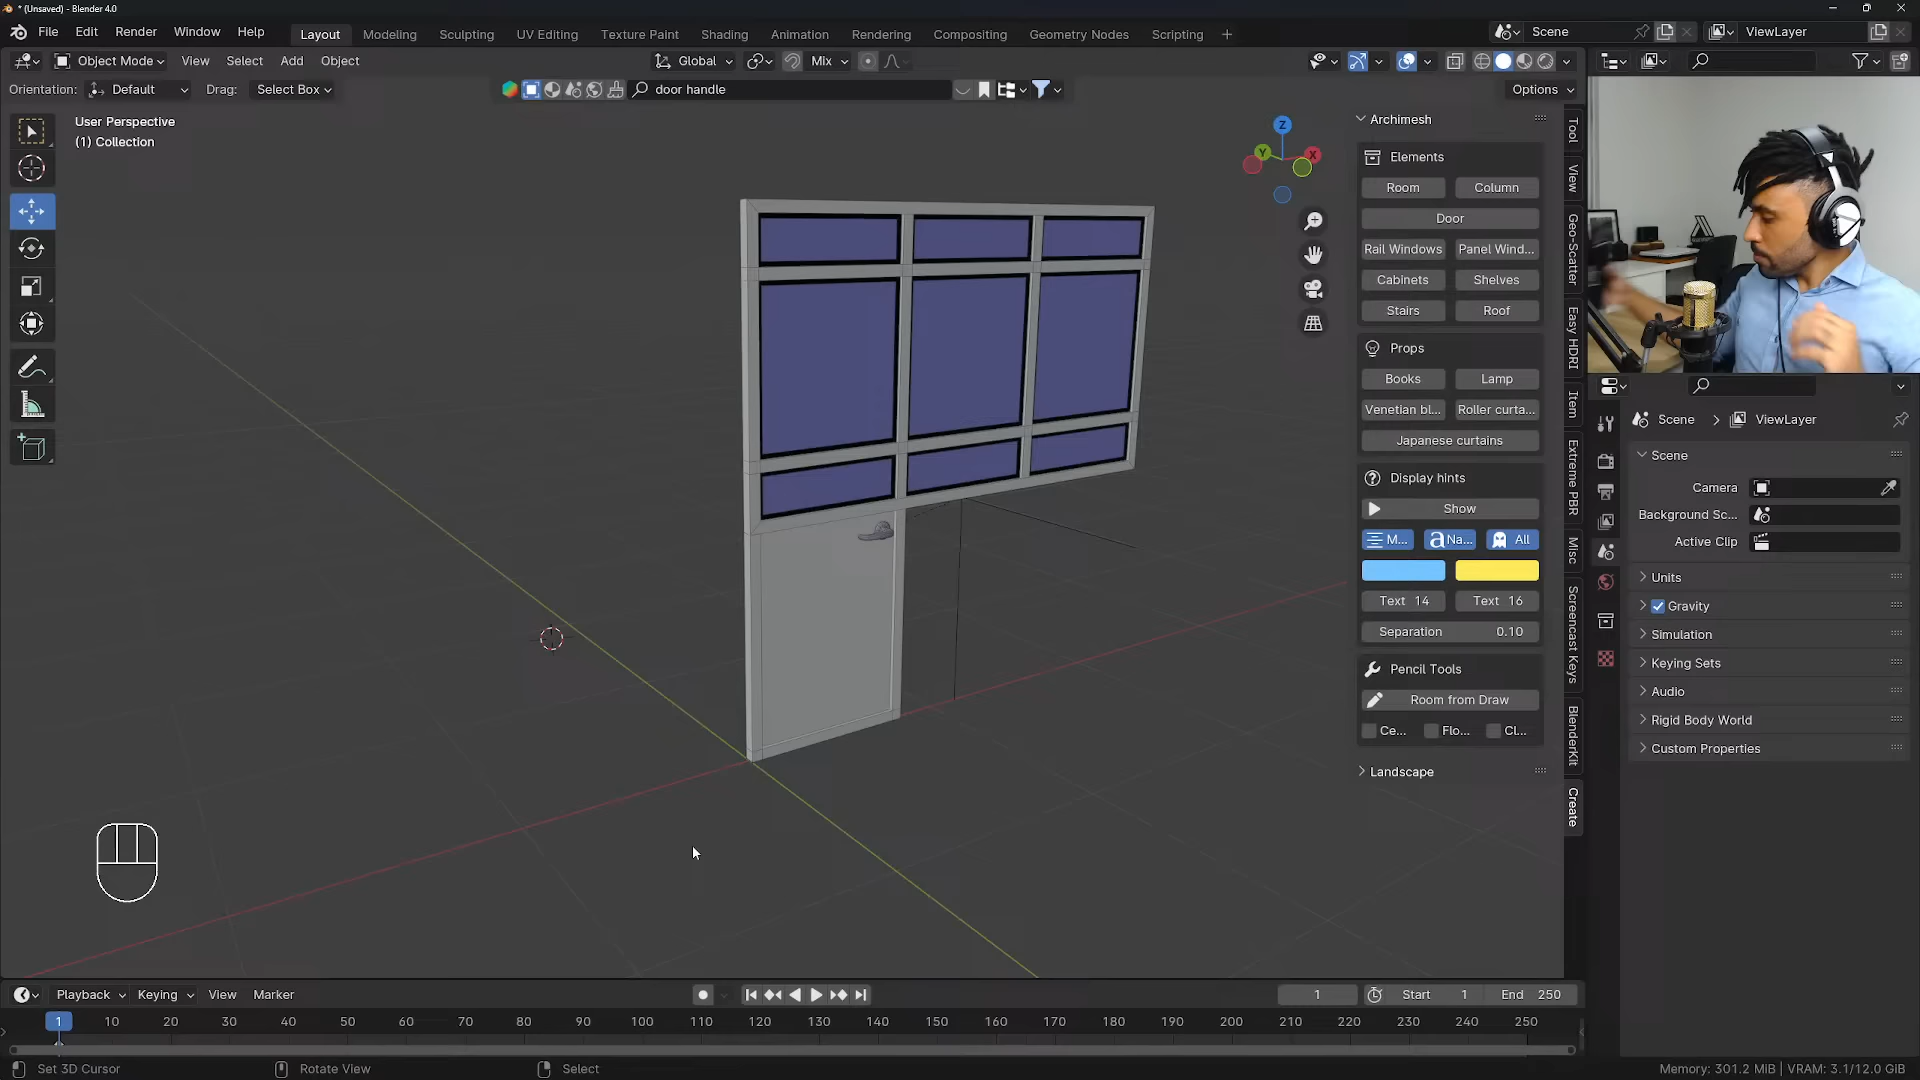 * (Unsaved) - Blender 4.0
File Edit Render Window Help Layout Modeling Sculpting UV Editing Texture Paint Shading Animation Rendering Compositing Geometry Nodes Scripting + Scene ViewLayer
Object Mode View Select Add Object Global Mix
Orientation: Default Drag: Select Box door handle Options
User Perspective
(1) Collection
Z
Y
X
Archimesh
Elements
Room Column
Door
Rail Windows Panel Wind...
Cabinets Shelves
Stairs Roof
Props
Books Lamp
Venetian bl... Roller curta...
Japanese curtains
Display hints
Show
M... a Na... All
Text 14 Text 16
Separation 0.10
Pencil Tools
Room from Draw
Ce... Flo... Cl...
Landscape
Tool
View
Geo-Scatter
Easy HDRI
Item
Extreme PBR
Misc
Screencast Keys
BlenderKit
Create
Scene > ViewLayer
Scene
Camera
Background Sc...
Active Clip
Units
Gravity
Simulation
Keying Sets
Audio
Rigid Body World
Custom Properties
Playback Keying View Marker 1 Start 1 End 250
1 10 20 30 40 50 60 70 80 90 100 110 120 130 140 150 160 170 180 190 200 210 220 230 240 250
Set 3D Cursor Rotate View Select Memory: 301.2 MiB | VRAM: 3.1/12.0 GiB